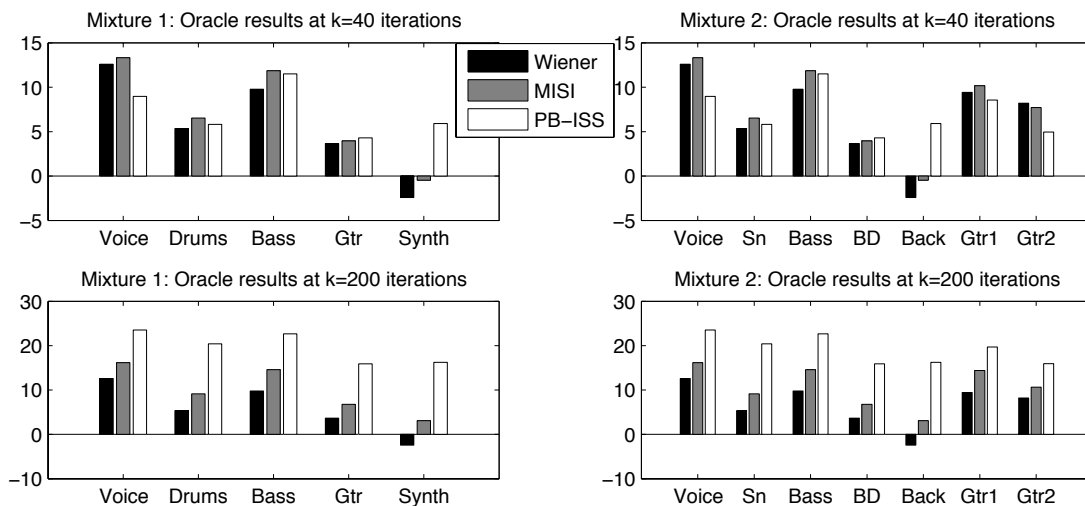 Mixture 1: Oracle results at k=40 iterations
15
10
5
0
−5
Voice Drums Bass Gtr Synth
Wiener
MISI
PB−ISS
Mixture 2: Oracle results at k=40 iterations
15
10
5
0
−5
Voice Sn Bass BD Back Gtr1 Gtr2
Mixture 1: Oracle results at k=200 iterations
30
20
10
0
−10
Voice Drums Bass Gtr Synth
Mixture 2: Oracle results at k=200 iterations
30
20
10
0
−10
Voice Sn Bass BD Back Gtr1 Gtr2